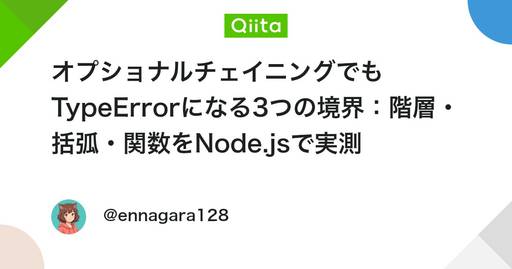 Qiita
オプショナルチェイニングでも
TypeErrorになる3つの境界：階層・
括弧・関数をNode.jsで実測
@ennagara128